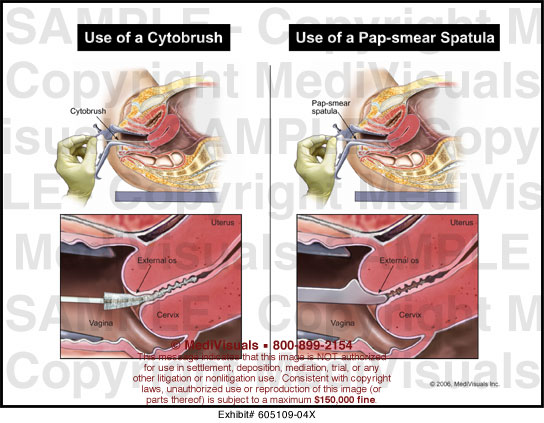 SAMPLE - Copyright MediVisuals
Use of a Cytobrush
Use of a Pap-smear Spatula
Cytobrush
Pap-smear
spatula
Uterus
External os
Vagina
Cervix
Uterus
External os
Vagina
Cervix
© MediVisuals ▪ 800-899-2154
This message indicates that this image is NOT authorized
for use in settlement, deposition, mediation, trial, or any
other litigation or nonlitigation use. Consistent with copyright
laws, unauthorized use or reproduction of this image (or
parts thereof) is subject to a maximum $150,000 fine.
© 2006, MediVisuals Inc.
Exhibit# 605109-04X